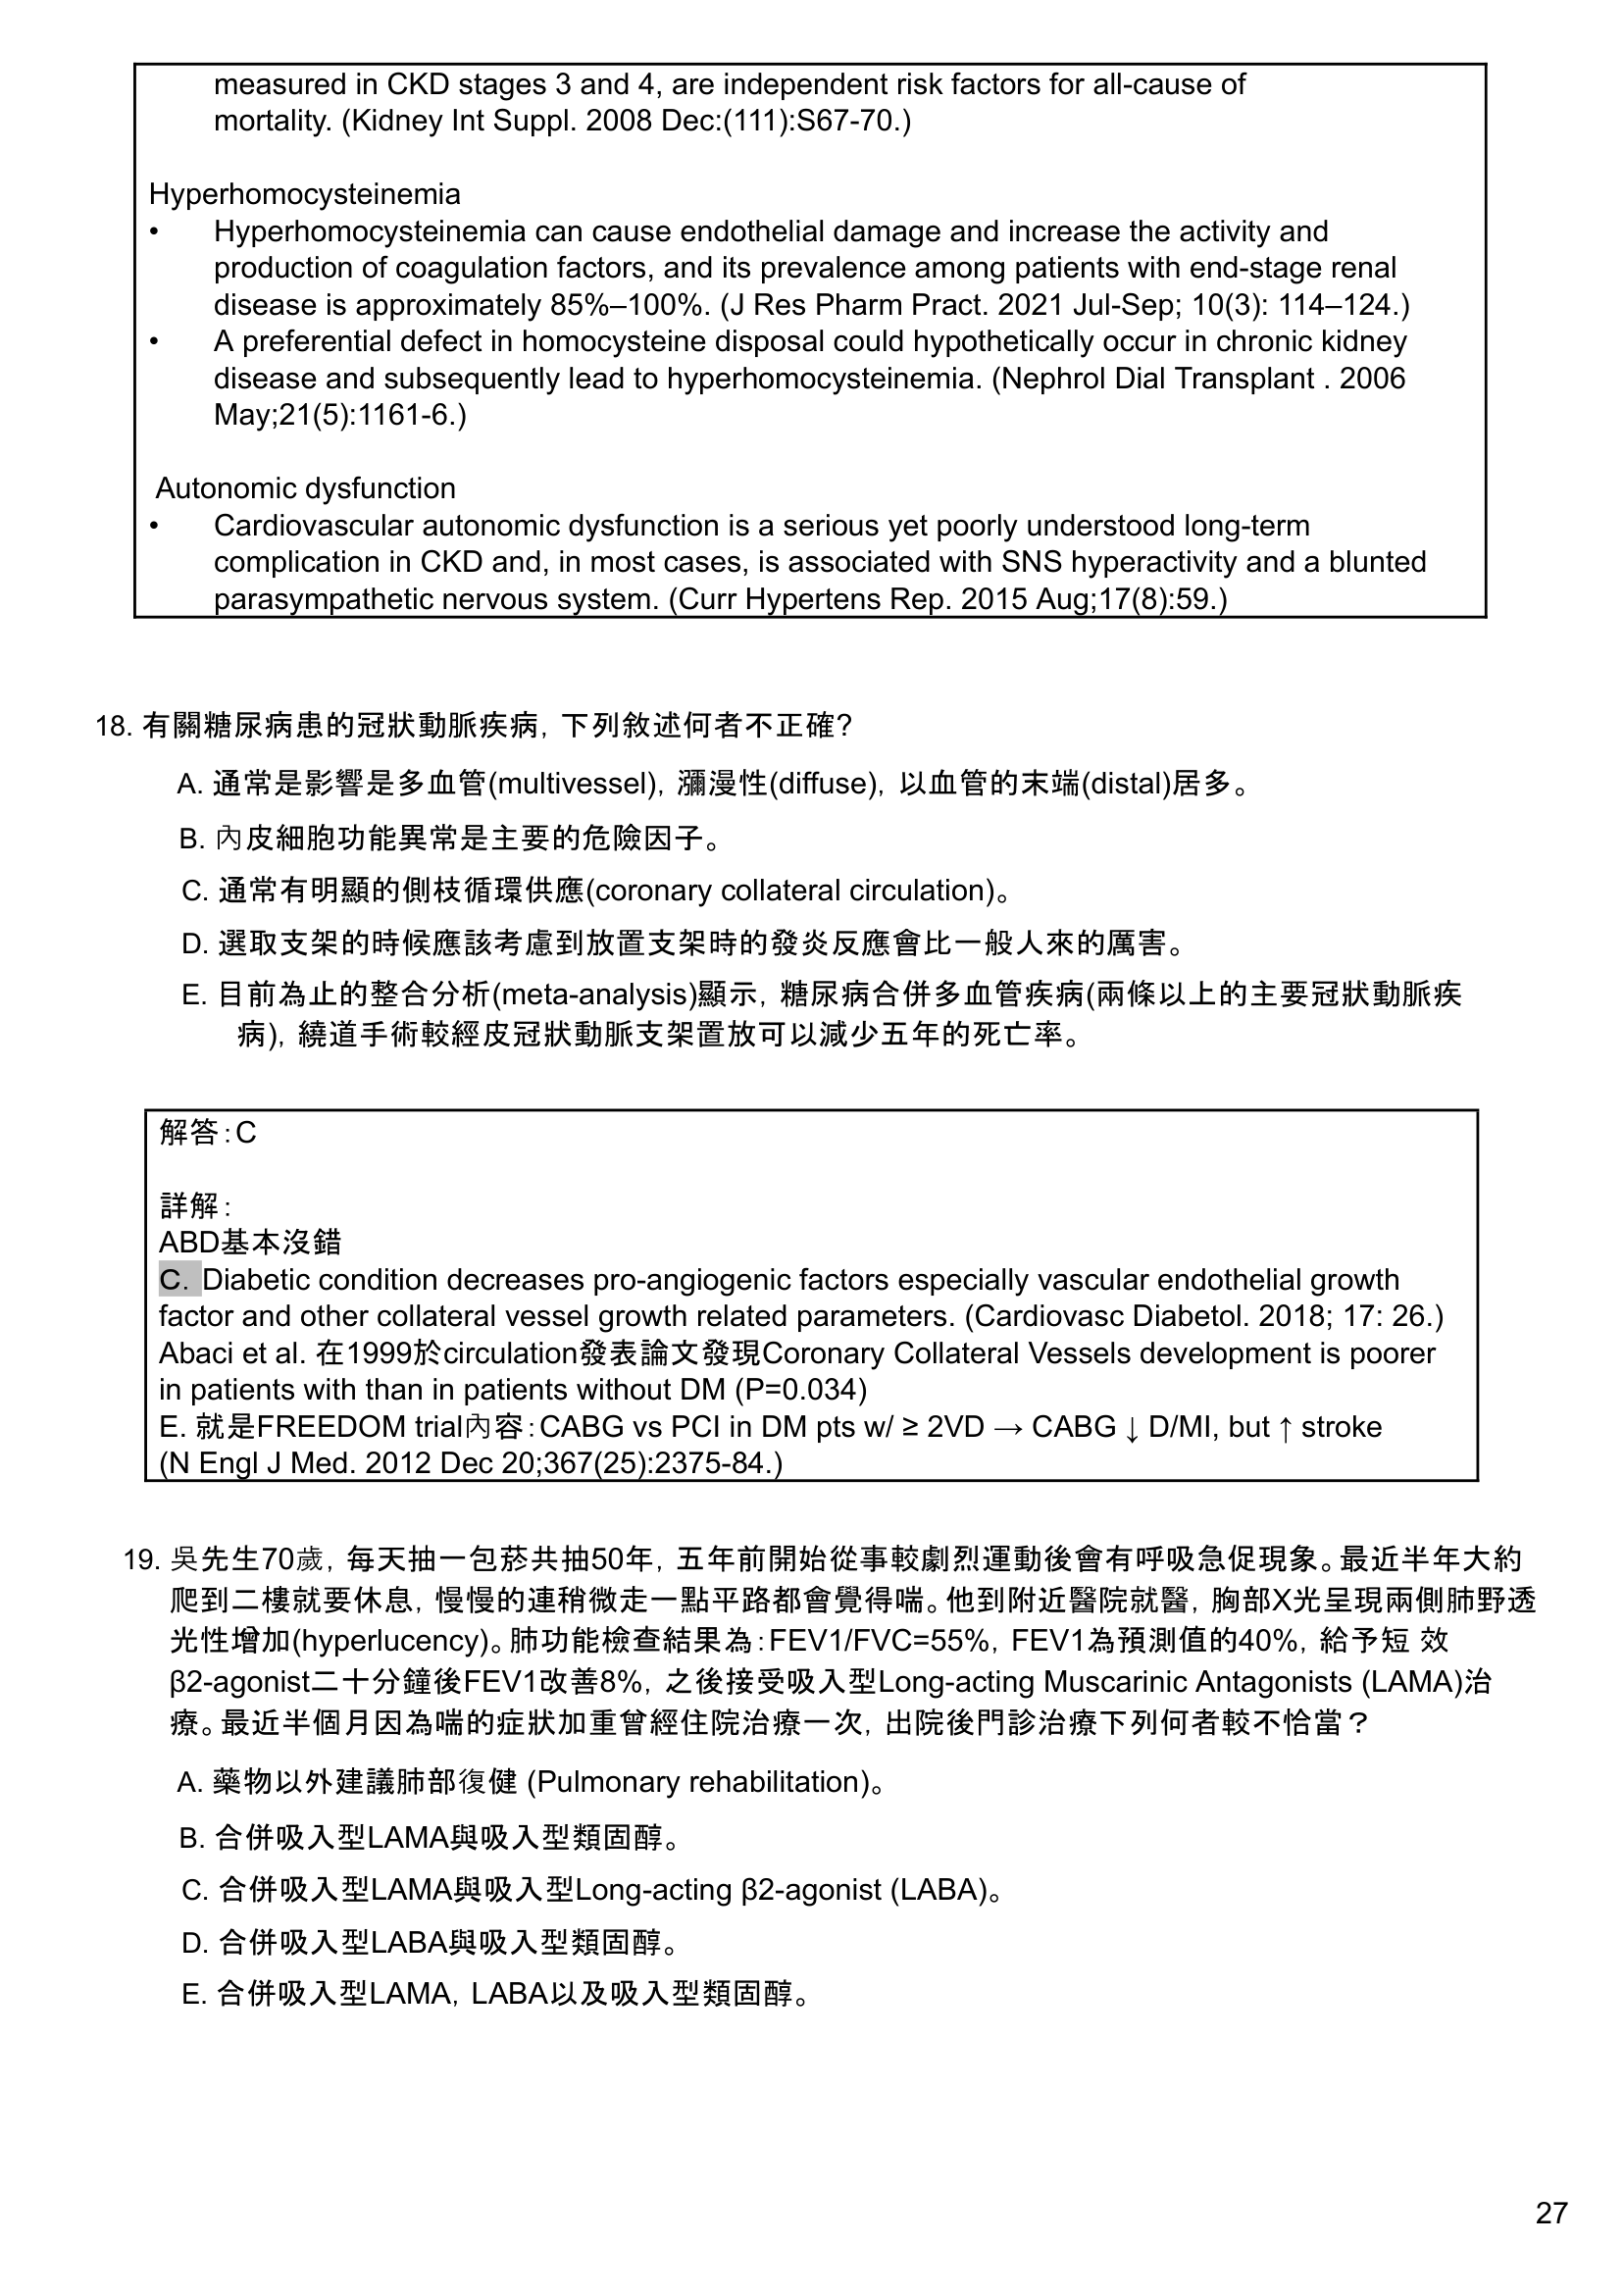 measured in CKD stages 3 and 4, are independent risk factors for all-cause of
mortality. (Kidney Int Suppl. 2008 Dec:(111):S67-70.)
Hyperhomocysteinemia
• Hyperhomocysteinemia can cause endothelial damage and increase the activity and
production of coagulation factors, and its prevalence among patients with end-stage renal
disease is approximately 85%–100%. (J Res Pharm Pract. 2021 Jul-Sep; 10(3): 114–124.)
• A preferential defect in homocysteine disposal could hypothetically occur in chronic kidney
disease and subsequently lead to hyperhomocysteinemia. (Nephrol Dial Transplant . 2006
May;21(5):1161-6.)
Autonomic dysfunction
• Cardiovascular autonomic dysfunction is a serious yet poorly understood long-term
complication in CKD and, in most cases, is associated with SNS hyperactivity and a blunted
parasympathetic nervous system. (Curr Hypertens Rep. 2015 Aug;17(8):59.)
18. 有關糖尿病患的冠狀動脈疾病，下列敘述何者不正確?
A. 通常是影響是多血管(multivessel)，瀰漫性(diffuse)，以血管的末端(distal)居多。
B. 內皮細胞功能異常是主要的危險因子。
C. 通常有明顯的側枝循環供應(coronary collateral circulation)。
D. 選取支架的時候應該考慮到放置支架時的發炎反應會比一般人來的厲害。
E. 目前為止的整合分析(meta-analysis)顯示，糖尿病合併多血管疾病(兩條以上的主要冠狀動脈疾
病)，繞道手術較經皮冠狀動脈支架置放可以減少五年的死亡率。
解答：C
詳解：
ABD基本沒錯
C. Diabetic condition decreases pro-angiogenic factors especially vascular endothelial growth
factor and other collateral vessel growth related parameters. (Cardiovasc Diabetol. 2018; 17: 26.)
Abaci et al. 在1999於circulation發表論文發現Coronary Collateral Vessels development is poorer
in patients with than in patients without DM (P=0.034)
E. 就是FREEDOM trial內容：CABG vs PCI in DM pts w/ ≥ 2VD → CABG ↓ D/MI, but ↑ stroke
(N Engl J Med. 2012 Dec 20;367(25):2375-84.)
19. 吳先生70歲，每天抽一包菸共抽50年，五年前開始從事較劇烈運動後會有呼吸急促現象。最近半年大約
爬到二樓就要休息，慢慢的連稍微走一點平路都會覺得喘。他到附近醫院就醫，胸部X光呈現兩側肺野透
光性增加(hyperlucency)。肺功能檢查結果為：FEV1/FVC=55%，FEV1為預測值的40%，給予短 效
β2-agonist二十分鐘後FEV1改善8%，之後接受吸入型Long-acting Muscarinic Antagonists (LAMA)治
療。最近半個月因為喘的症狀加重曾經住院治療一次，出院後門診治療下列何者較不恰當？
A. 藥物以外建議肺部復健 (Pulmonary rehabilitation)。
B. 合併吸入型LAMA與吸入型類固醇。
C. 合併吸入型LAMA與吸入型Long-acting β2-agonist (LABA)。
D. 合併吸入型LABA與吸入型類固醇。
E. 合併吸入型LAMA，LABA以及吸入型類固醇。
27